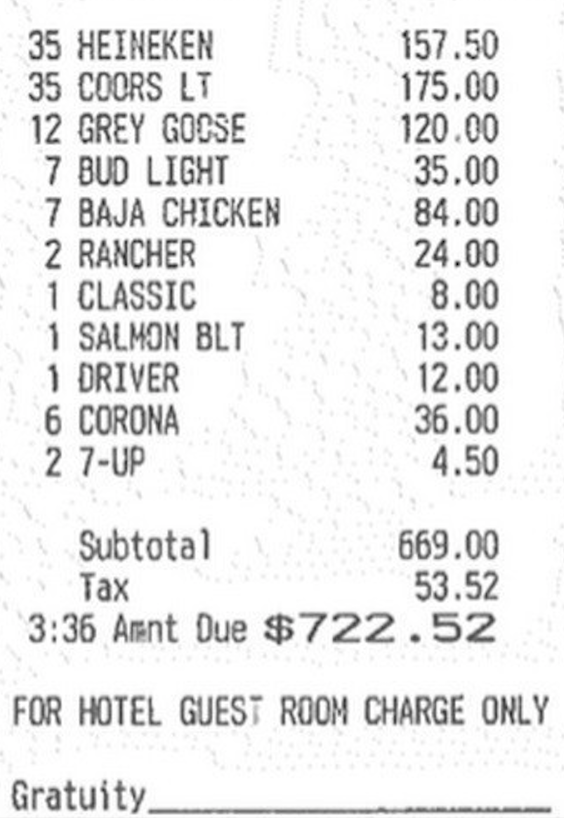 35 HEINEKEN 157.50
35 COORS LT 175.00
12 GREY GOOSE 120.00
7 BUD LIGHT 35.00
7 BAJA CHICKEN 84.00
2 RANCHER 24.00
1 CLASSIC 8.00
1 SALMON BLT 13.00
1 DRIVER 12.00
6 CORONA 36.00
2 7-UP 4.50
Subtotal 669.00
Tax 53.52
3:36 Amnt Due $722.52
FOR HOTEL GUEST ROOM CHARGE ONLY
Gratuity